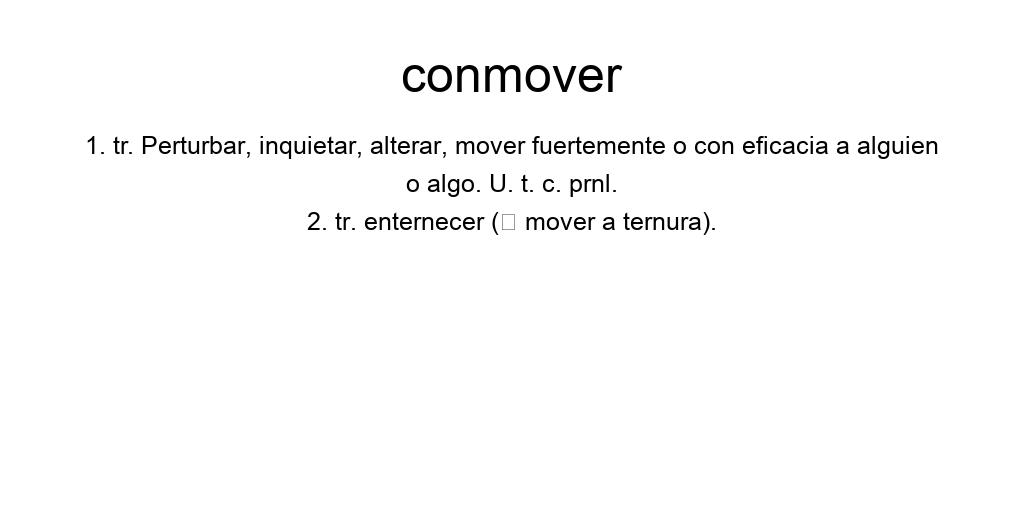 conmover
1. tr. Perturbar, inquietar, alterar, mover fuertemente o con eficacia a alguien
o algo. U. t. c. prnl.
2. tr. enternecer (□ mover a ternura).